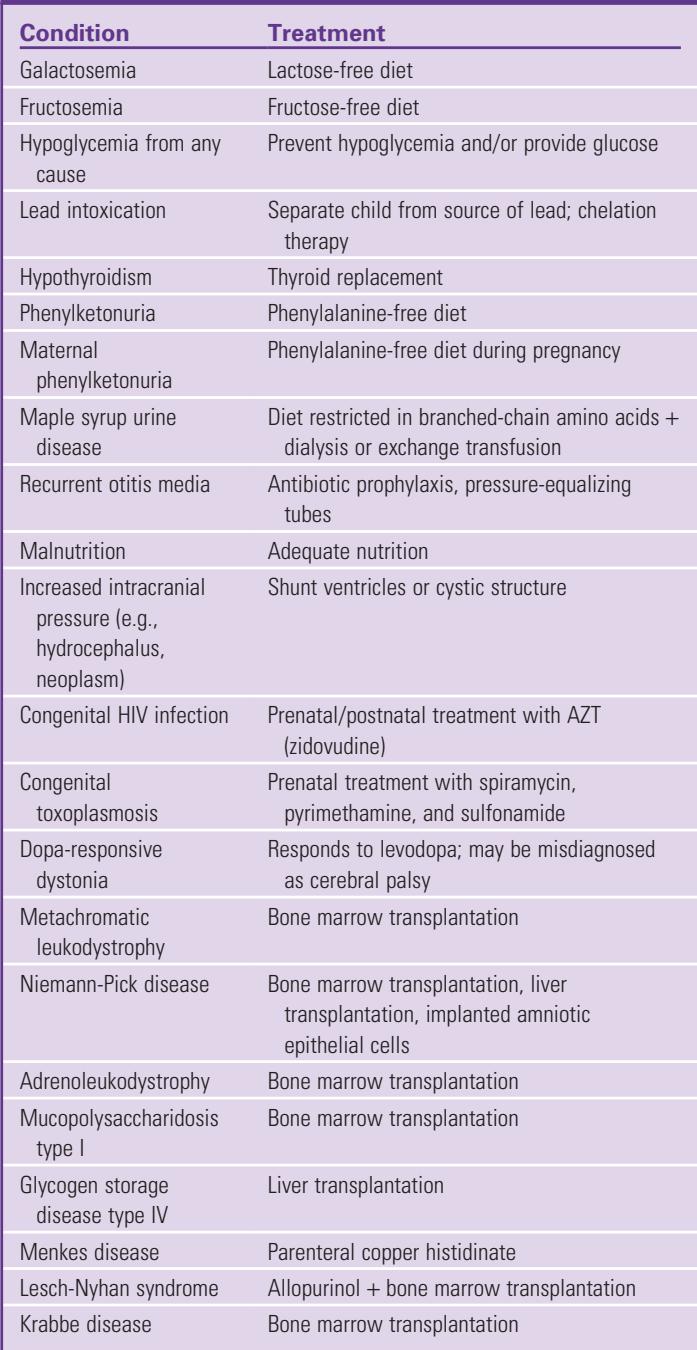 Condition Treatment
Galactosemia Lactose-free diet
Fructosemia Fructose-free diet
Hypoglycemia from any Prevent hypoglycemia and/or provide glucose
cause
Lead intoxication Separate child from source of lead; chelation
therapy
Hypothyroidism Thyroid replacement
Phenylketonuria Phenylalanine-free diet
Maternal Phenylalanine-free diet during pregnancy
phenylketonuria
Maple syrup urine Diet restricted in branched-chain amino acids +
disease dialysis or exchange transfusion
Recurrent otitis media Antibiotic prophylaxis, pressure-equalizing
tubes
Malnutrition Adequate nutrition
Increased intracranial Shunt ventricles or cystic structure
pressure (e.g.,
hydrocephalus,
neoplasm)
Congenital HIV infection Prenatal/postnatal treatment with AZT
(zidovudine)
Congenital Prenatal treatment with spiramycin,
toxoplasmosis pyrimethamine, and sulfonamide
Dopa-responsive Responds to levodopa; may be misdiagnosed
dystonia as cerebral palsy
Metachromatic Bone marrow transplantation
leukodystrophy
Niemann-Pick disease Bone marrow transplantation, liver
transplantation, implanted amniotic
epithelial cells
Adrenoleukodystrophy Bone marrow transplantation
Mucopolysaccharidosis Bone marrow transplantation
type I
Glycogen storage Liver transplantation
disease type IV
Menkes disease Parenteral copper histidinate
Lesch-Nyhan syndrome Allopurinol + bone marrow transplantation
Krabbe disease Bone marrow transplantation